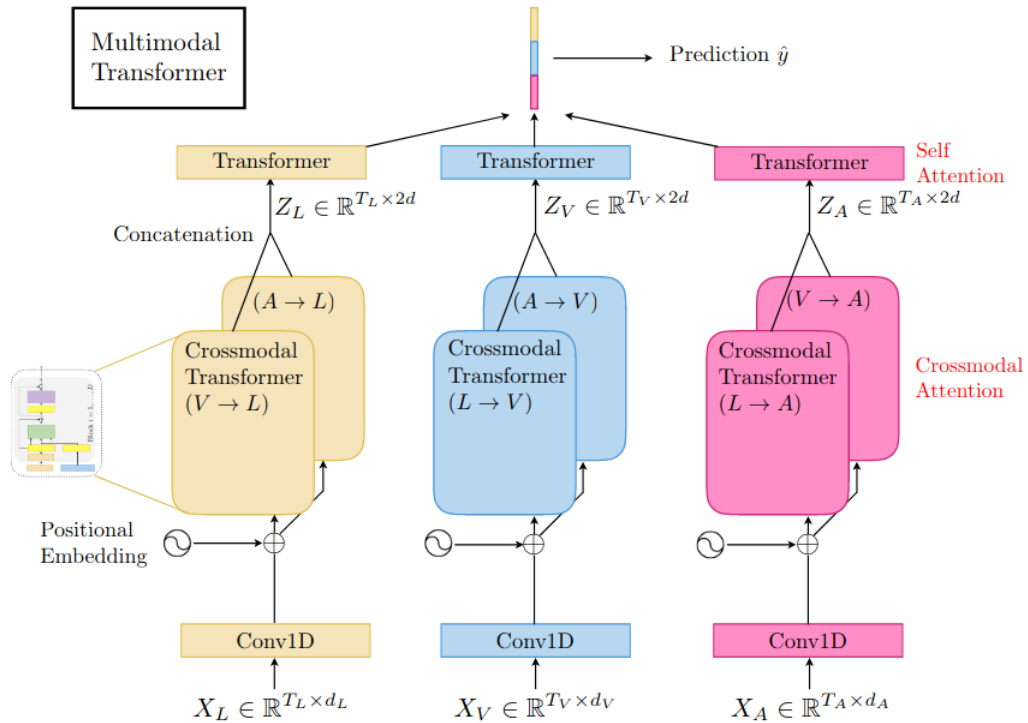 Multimodal
Transformer
Prediction ŷ
Transformer
Transformer
Transformer
Self
Attention
Z_L ∈ ℝ^{T_L×2d}
Z_V ∈ ℝ^{T_V×2d}
Z_A ∈ ℝ^{T_A×2d}
Concatenation
(A → L)
(A → V)
(V → A)
Crossmodal
Transformer
(V → L)
Crossmodal
Transformer
(L → V)
Crossmodal
Transformer
(L → A)
Crossmodal
Attention
Positional
Embedding
Conv1D
Conv1D
Conv1D
X_L ∈ ℝ^{T_L×d_L}
X_V ∈ ℝ^{T_V×d_V}
X_A ∈ ℝ^{T_A×d_A}